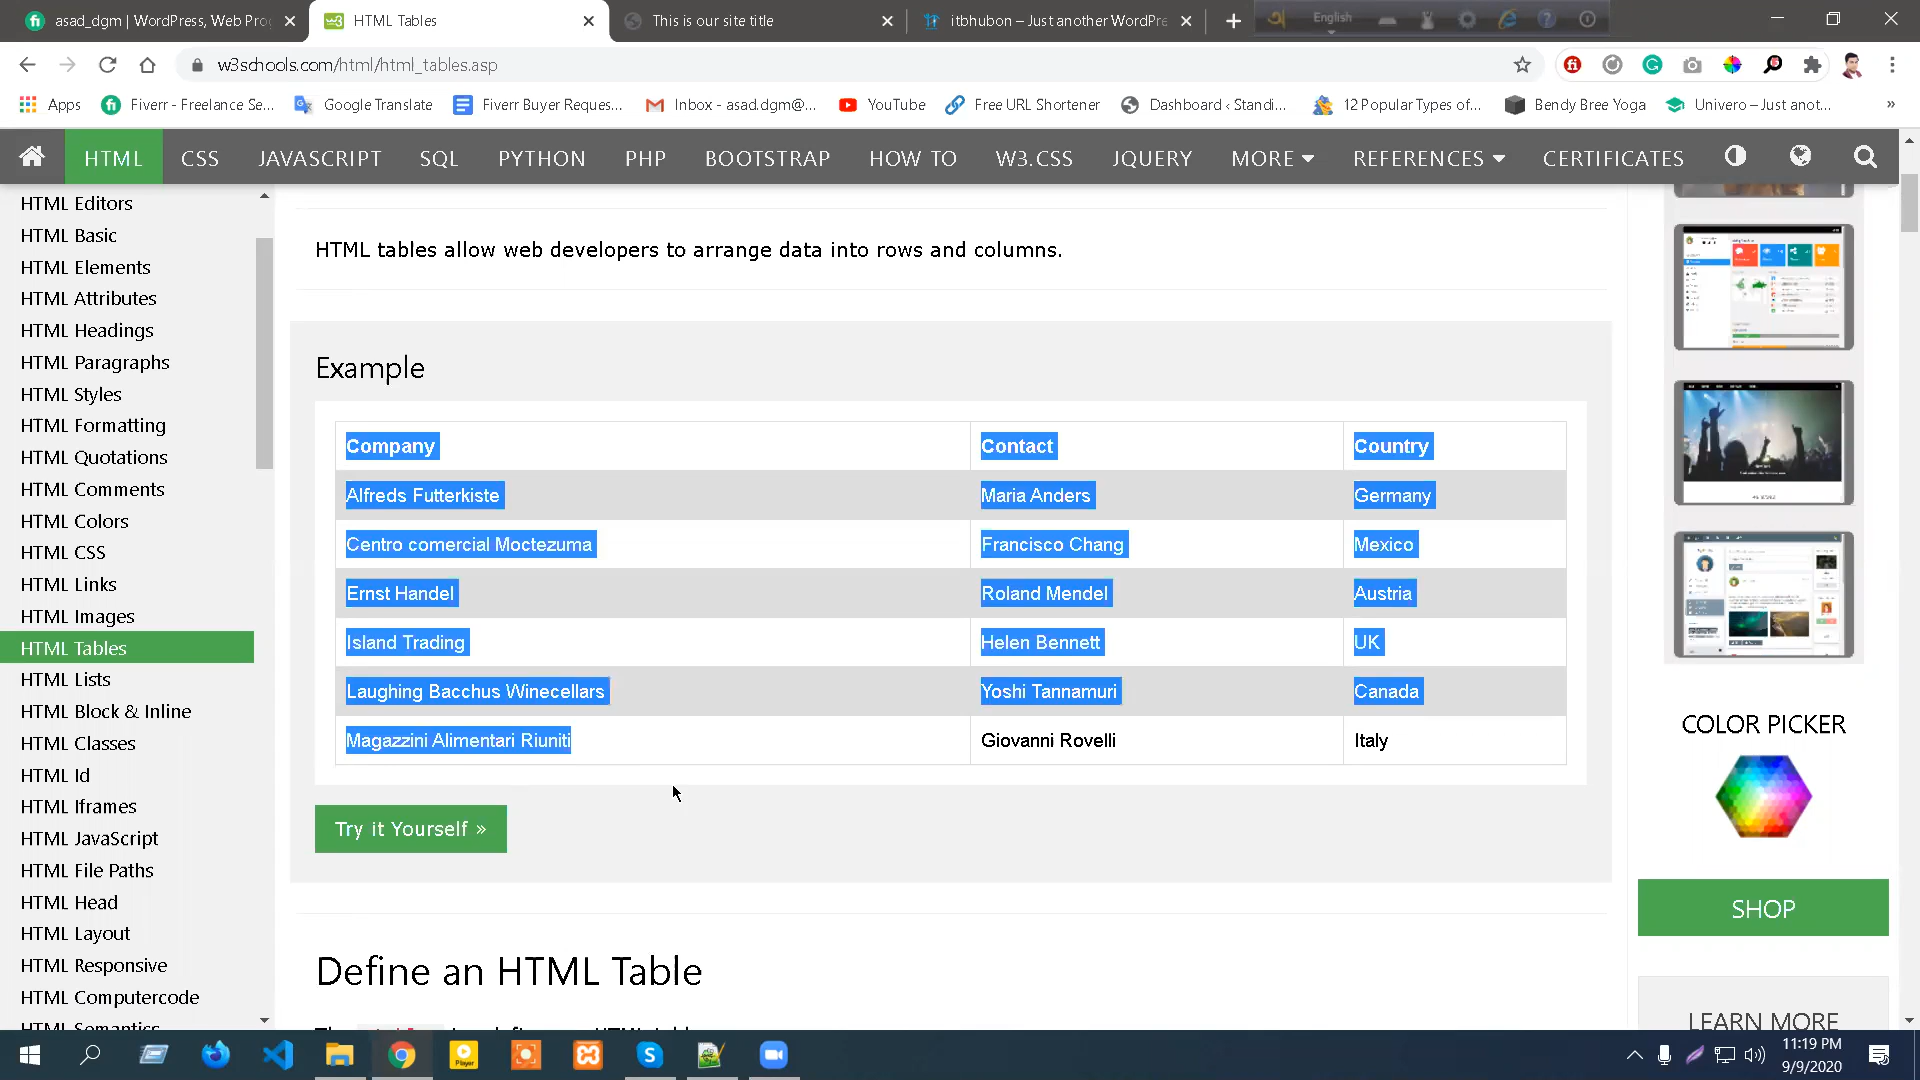 asad_dgm | WordPress, Web Pro
HTML Tables
This is our site title
itbhubon – Just another WordPre
English
w3schools.com/html/html_tables.asp
Apps
Fiverr - Freelance Se...
Google Translate
Fiverr Buyer Reques...
Inbox - asad.dgm@...
YouTube
Free URL Shortener
Dashboard ‹ Standi...
12 Popular Types of...
Bendy Bree Yoga
Univero – Just anot...
»
HTML
CSS
JAVASCRIPT
SQL
PYTHON
PHP
BOOTSTRAP
HOW TO
W3.CSS
JQUERY
MORE
REFERENCES
CERTIFICATES
HTML Editors
HTML Basic
HTML Elements
HTML Attributes
HTML Headings
HTML Paragraphs
HTML Styles
HTML Formatting
HTML Quotations
HTML Comments
HTML Colors
HTML CSS
HTML Links
HTML Images
HTML Tables
HTML Lists
HTML Block & Inline
HTML Classes
HTML Id
HTML Iframes
HTML JavaScript
HTML File Paths
HTML Head
HTML Layout
HTML Responsive
HTML Computercode
HTML Semantics
HTML tables allow web developers to arrange data into rows and columns.
Example
Company Contact Country
Alfreds Futterkiste Maria Anders Germany
Centro comercial Moctezuma Francisco Chang Mexico
Ernst Handel Roland Mendel Austria
Island Trading Helen Bennett UK
Laughing Bacchus Winecellars Yoshi Tannamuri Canada
Magazzini Alimentari Riuniti Giovanni Rovelli Italy
Try it Yourself »
Define an HTML Table
COLOR PICKER
SHOP
LEARN MORE
Player
11:19 PM
9/9/2020